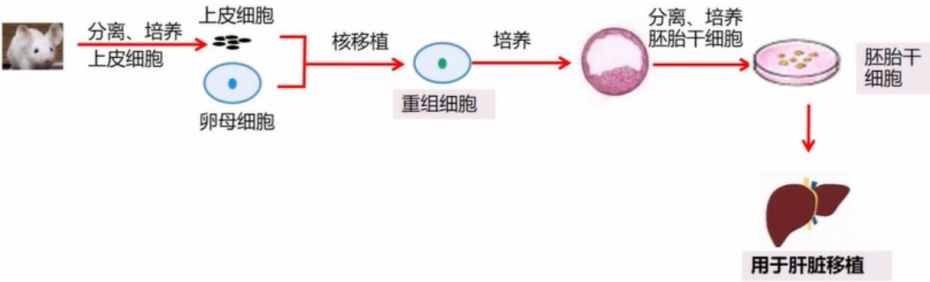 分离、培养
上皮细胞
上皮细胞
卵母细胞
核移植
重组细胞
培养
分离、培养
胚胎干细胞
胚胎干
细胞
用于肝脏移植